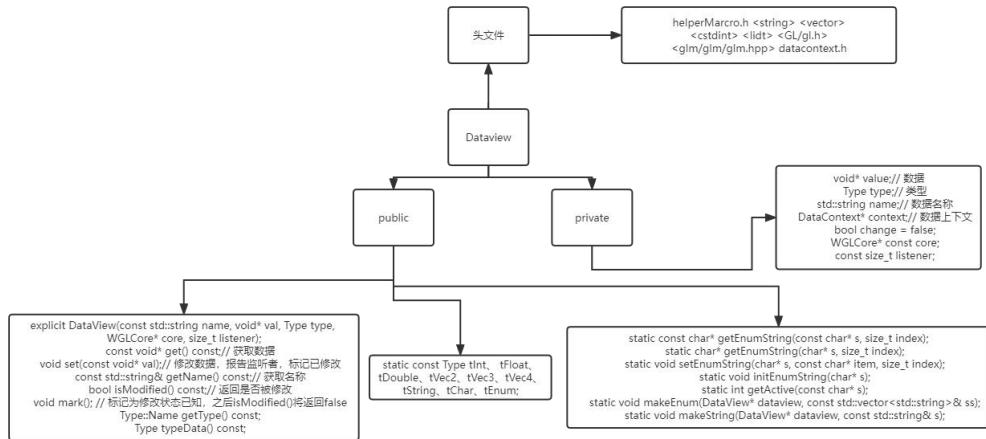 头文件
helperMarcro.h <string> <vector>
<cstdint> <lidt> <GL/gl.h>
<glm/glm/glm.hpp> datacontext.h
Dataview
public
private
void* value;// 数据
Type type;// 类型
std::string name;// 数据名称
DataContext* context;// 数据上下文
bool change = false;
WGLCore* const core;
const size_t listener;
explicit DataView(const std::string name, void* val, Type type,
WGLCore* core, size_t listener);
const void* get() const;// 获取数据
void set(const void* val);// 修改数据，报告监听者，标记已修改
const std::string& getName() const;// 获取名称
bool isModified() const;// 返回是否被修改
void mark(); // 标记为修改状态已知，之后isModified()将返回false
Type::Name getType() const;
Type typeData() const;
static const Type tInt、 tFloat、
tDouble、tVec2、tVec3、tVec4、
tString、tChar、tEnum;
static const char* getEnumString(const char* s, size_t index);
static char* getEnumString(char* s, size_t index);
static void setEnumString(char* s, const char* item, size_t index);
static void initEnumString(char* s);
static int getActive(const char* s);
static void makeEnum(DataView* dataview, const std::vector<std::string>& ss);
static void makeString(DataView* dataview, const std::string& s);